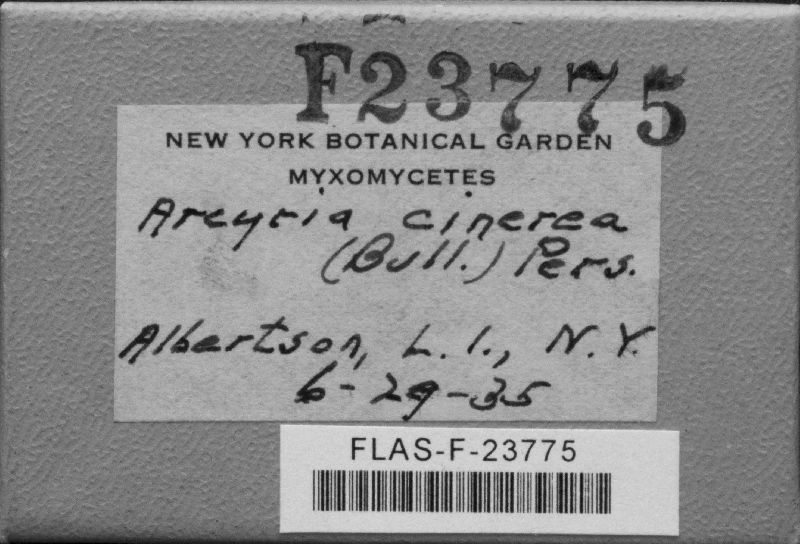 F23775
NEW YORK BOTANICAL GARDEN
MYXOMYCETES
Arcyria cinerea
(Bull.) Pers.
Albertson, L.I., N.Y.
6-29-35
FLAS-F-23775